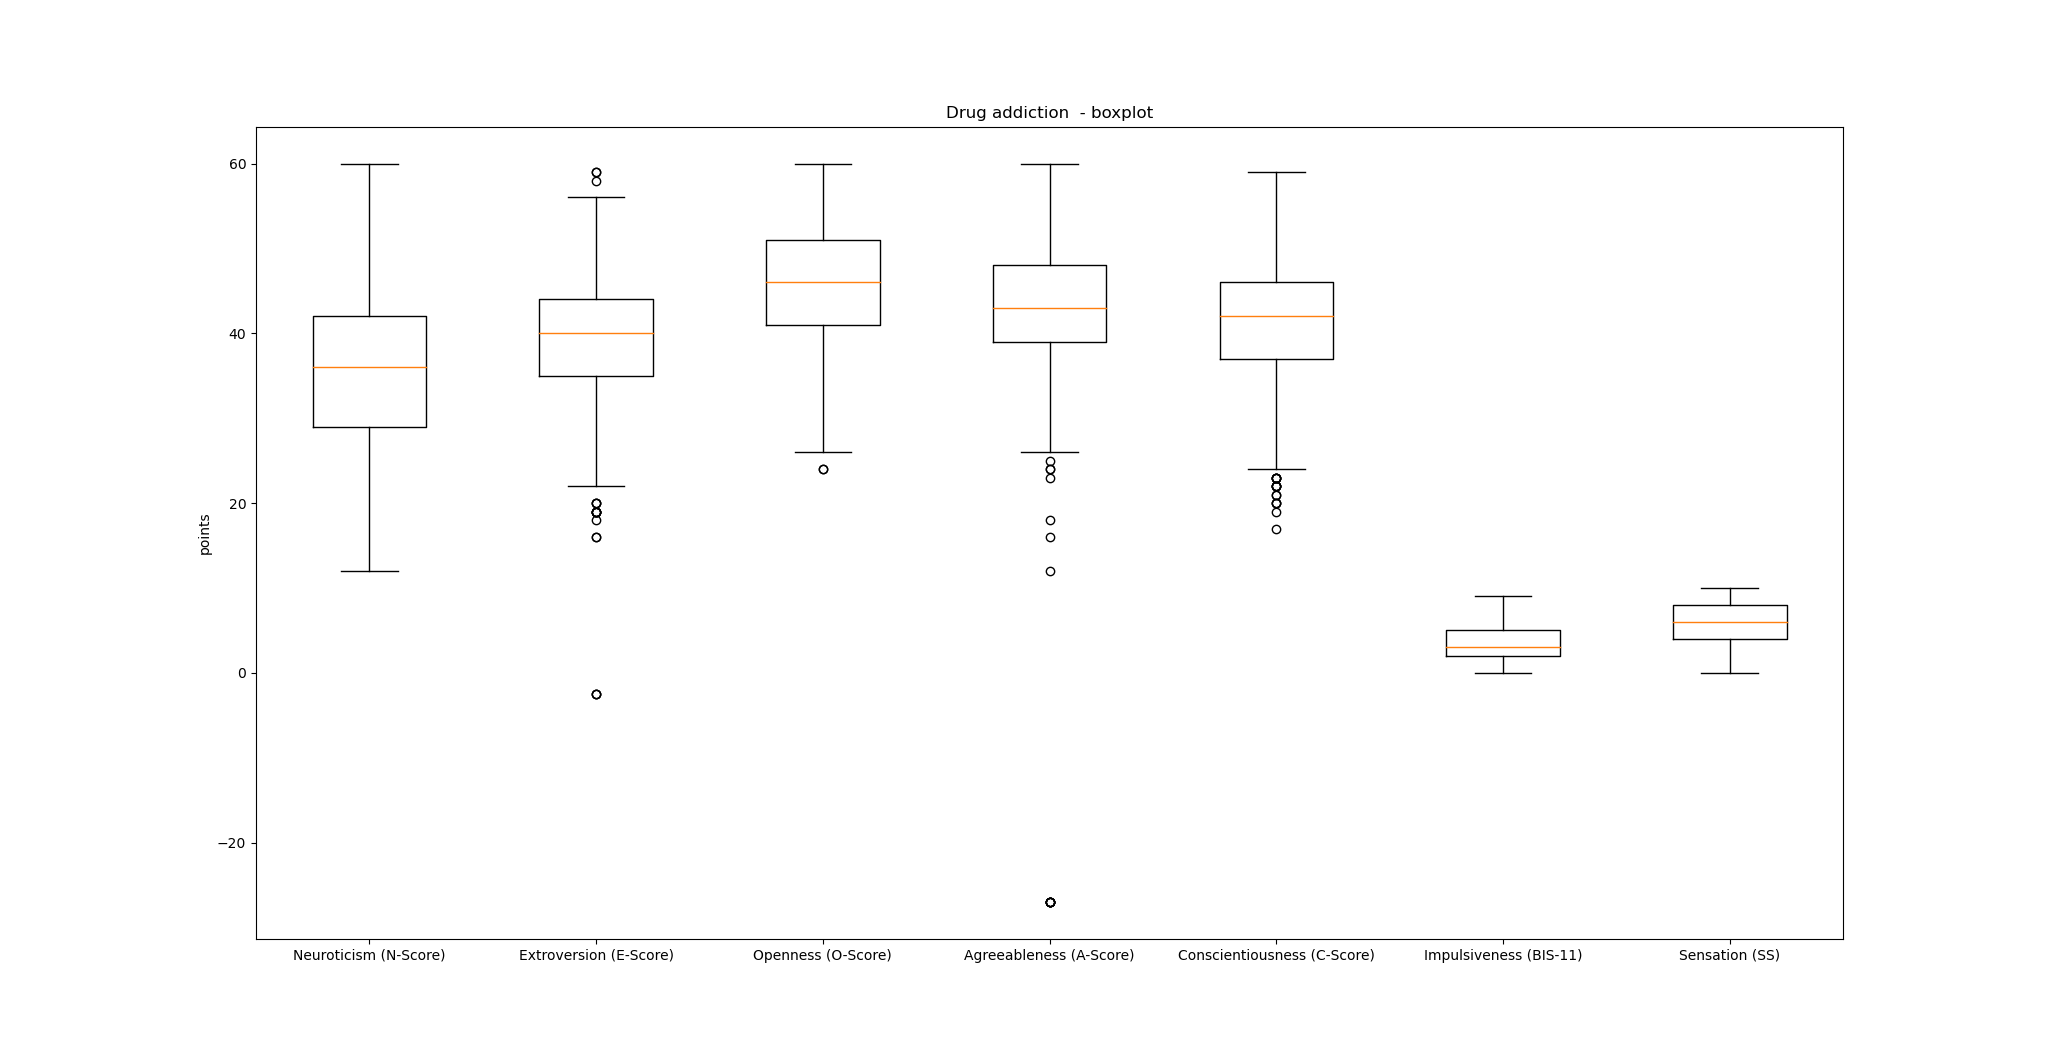 Drug addiction  - boxplot
60
40
20
0
−20
points
Neuroticism (N-Score) Extroversion (E-Score) Openness (O-Score) Agreeableness (A-Score) Conscientiousness (C-Score) Impulsiveness (BIS-11) Sensation (SS)